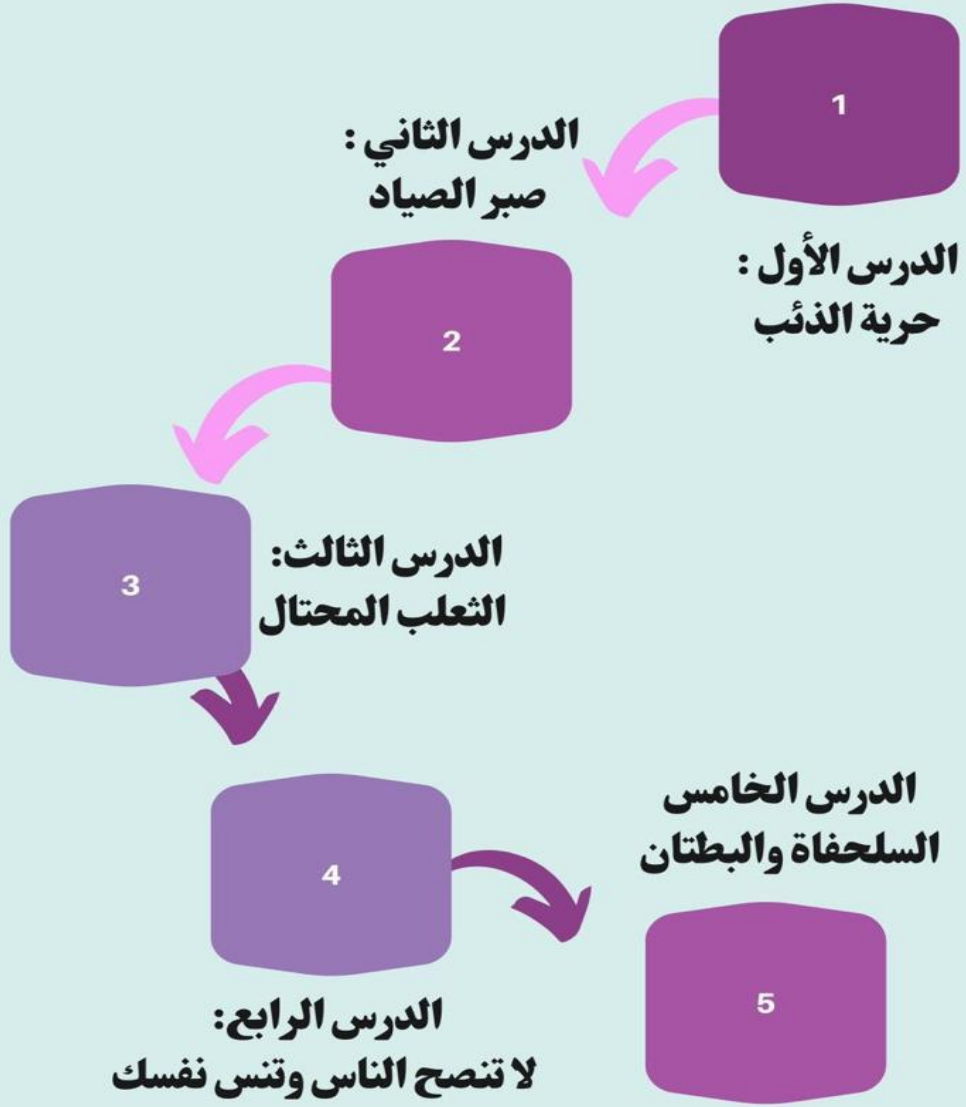 1
الدرس الأول :
حرية الذئب
الدرس الثاني :
صبر الصياد
2
3
الدرس الثالث:
الثعلب المحتال
4
الدرس الرابع:
لا تنصح الناس وتنس نفسك
الدرس الخامس
السلحفاة والبطتان
5